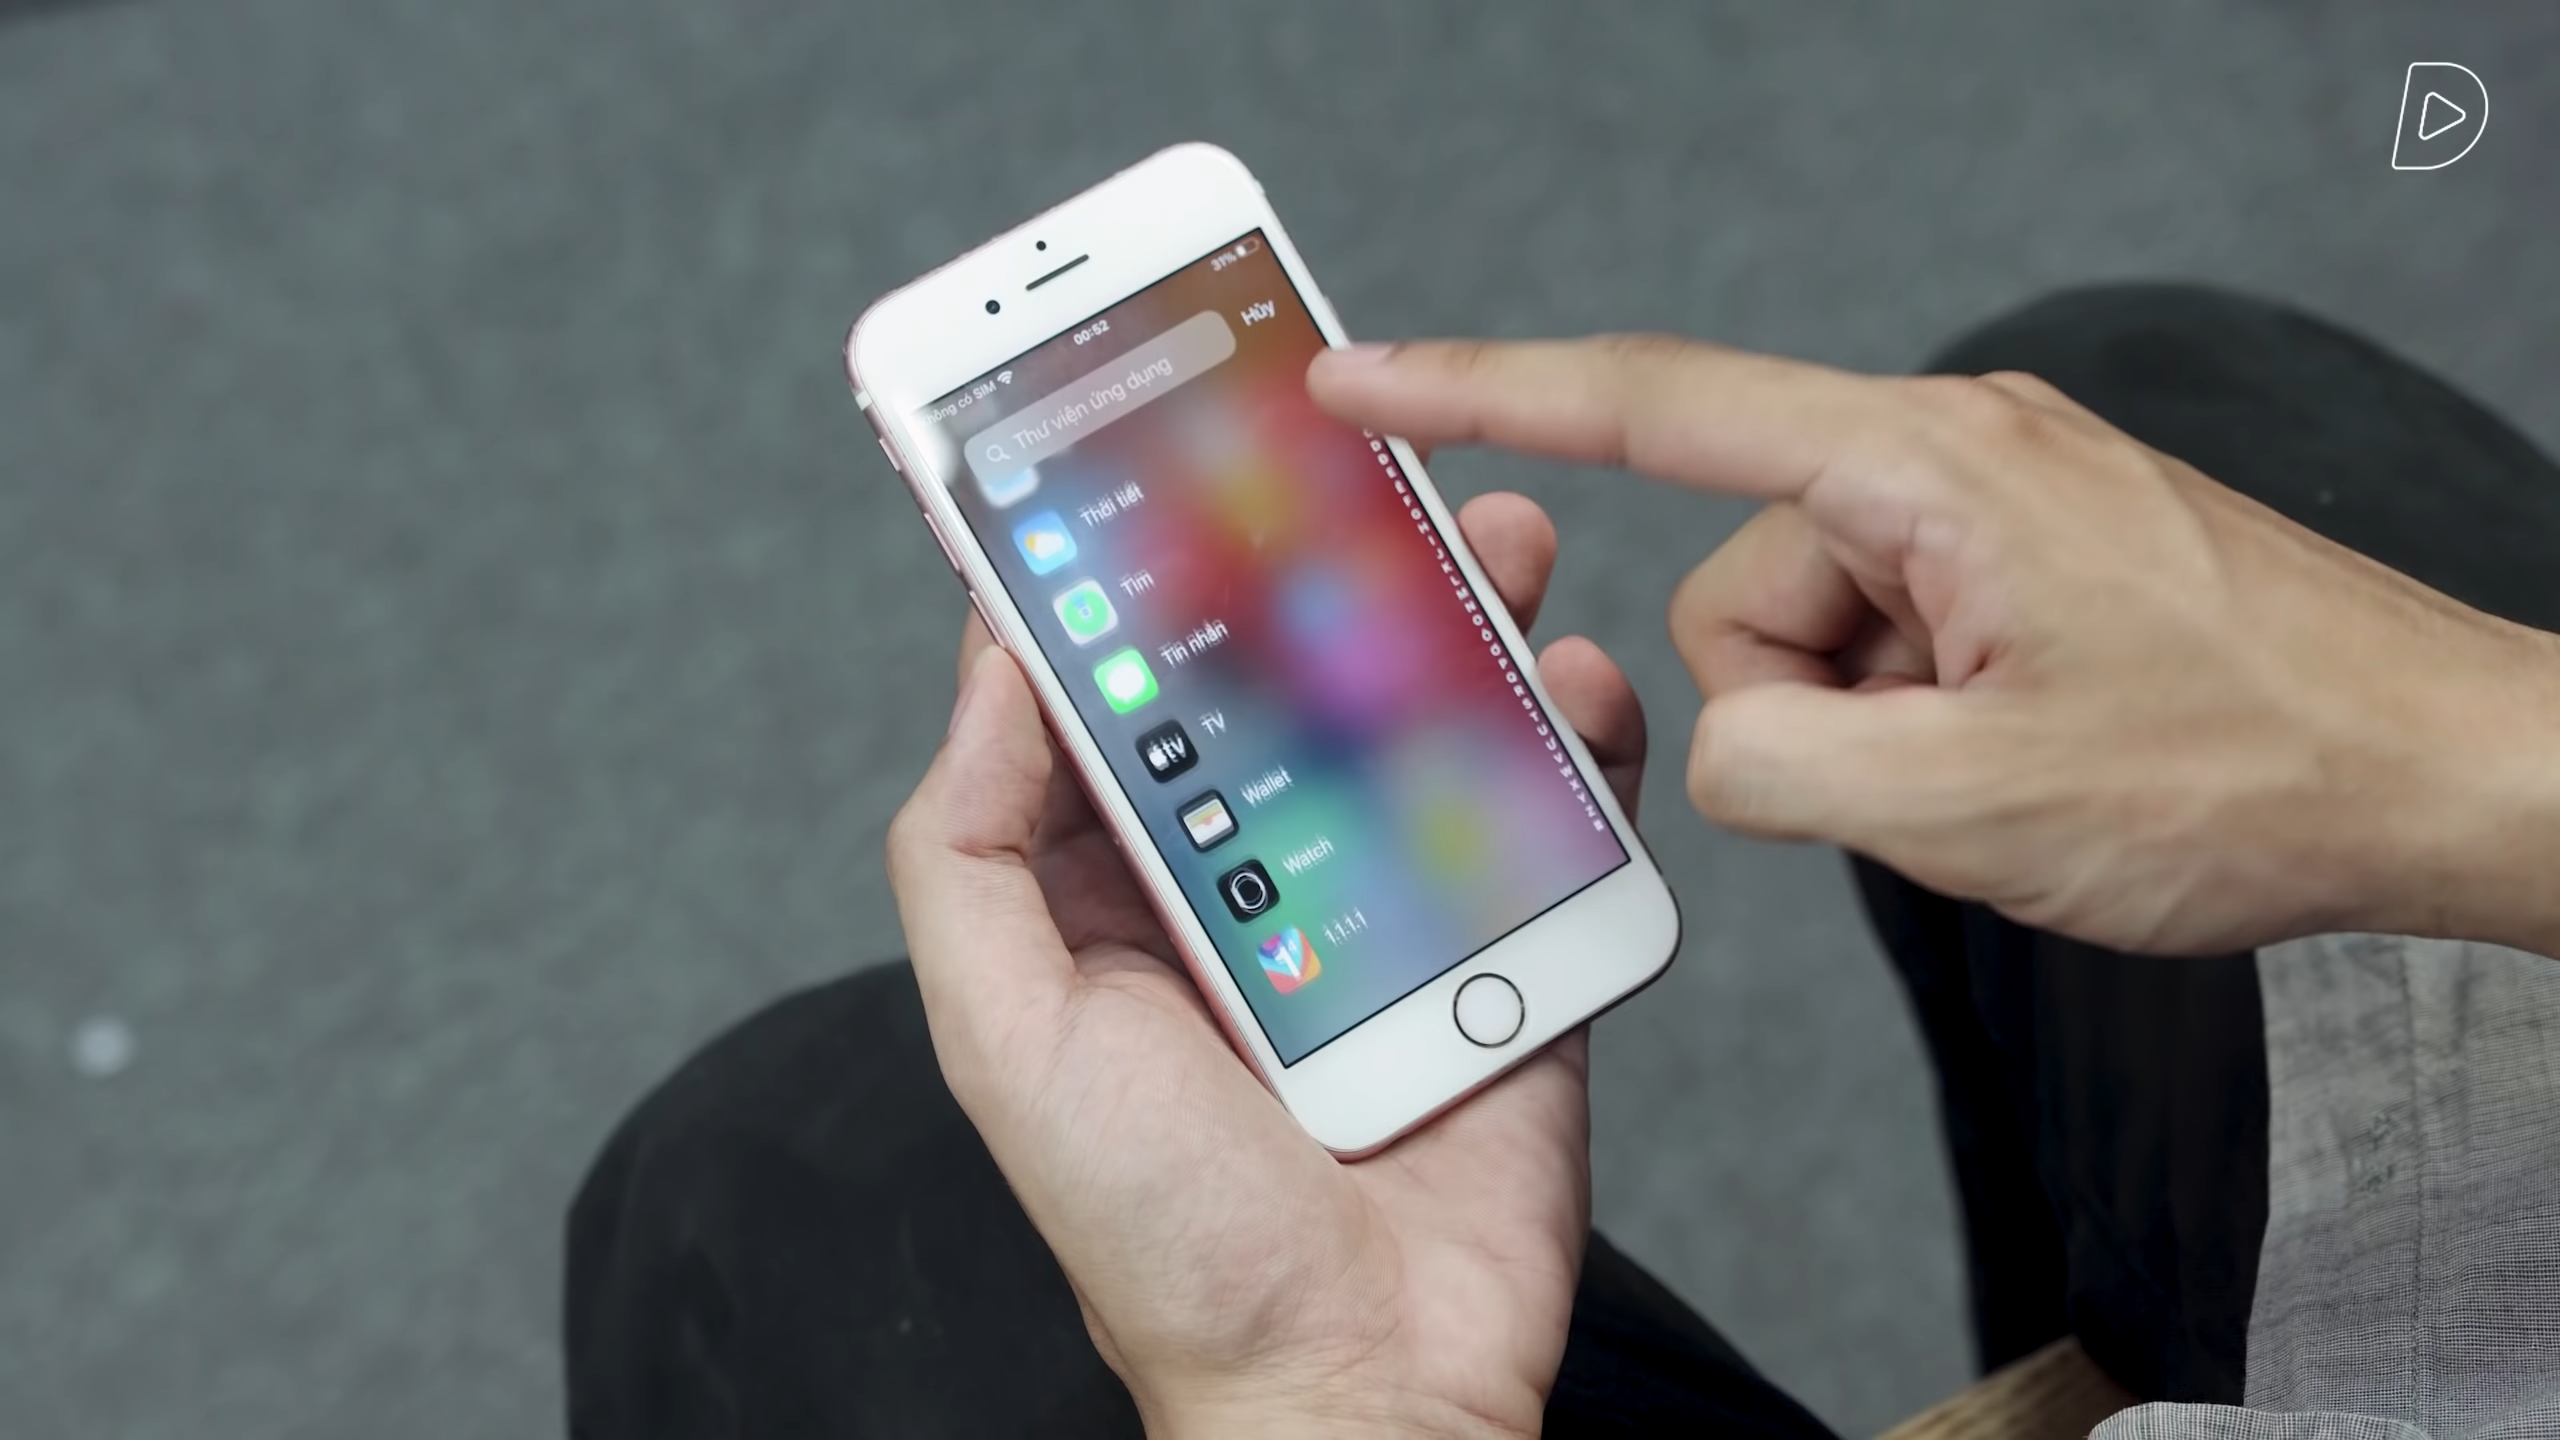 Không có SIM
00:52
31%
Thư viện ứng dụng
Hủy
Thời tiết
Tìm
Tin nhắn
tv
TV
Wallet
Watch
1.1.1.1